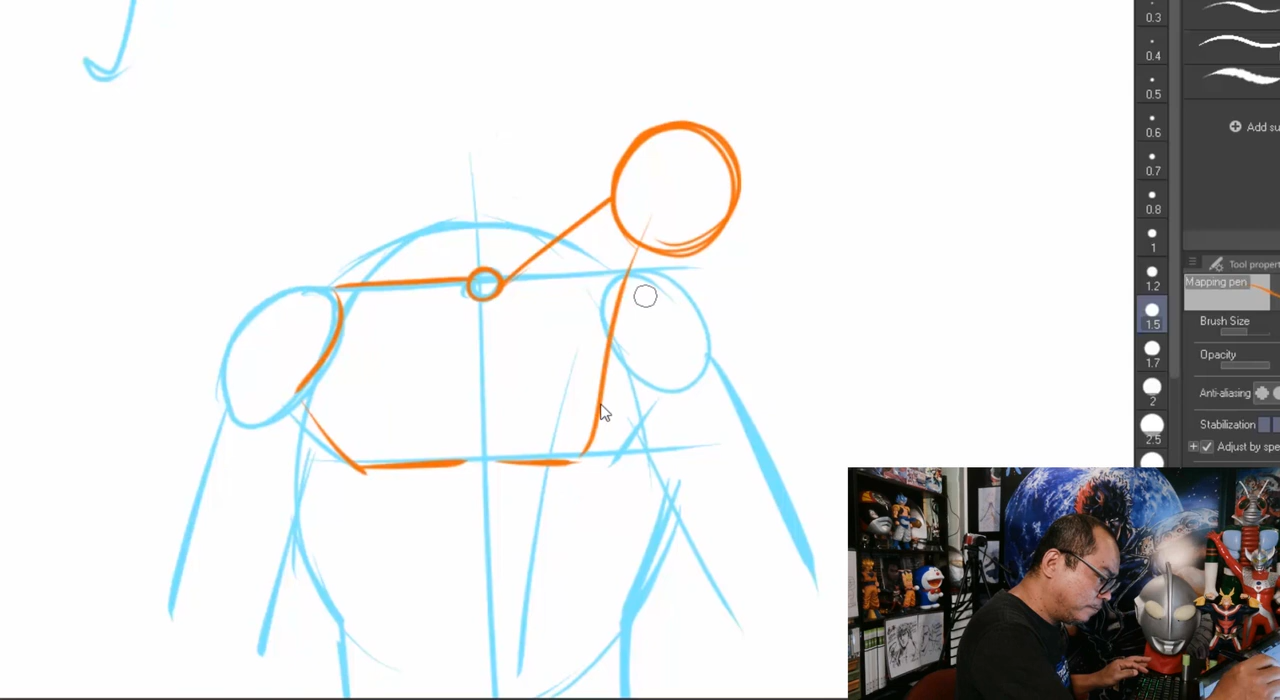 0.3
0.4
0.5
Add su
0.6
0.7
0.8
1
Tool propert
1.2
Mapping pen
1.5
Brush Size
1.7
Opacity
2
Anti-aliasing
Stabilization
2.5
Adjust by spe